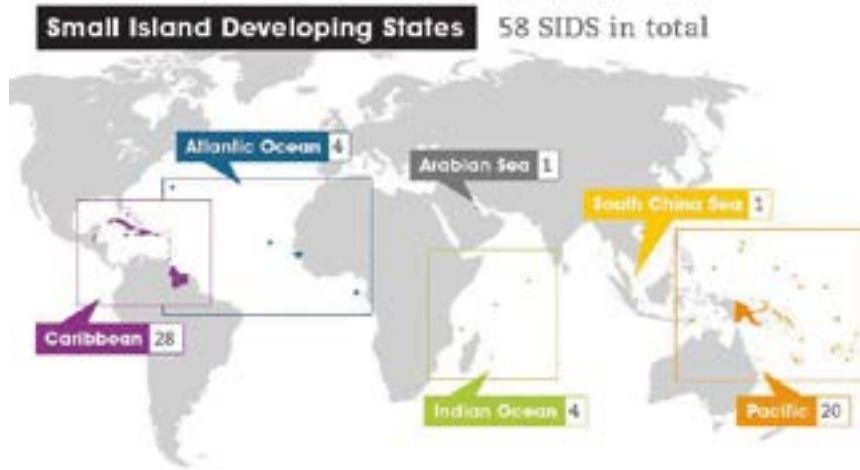 Small Island Developing States 58 SIDS in total
Atlantic Ocean 4
Arabian Sea 1
South China Sea 1
Caribbean 28
Indian Ocean 4
Pacific 20